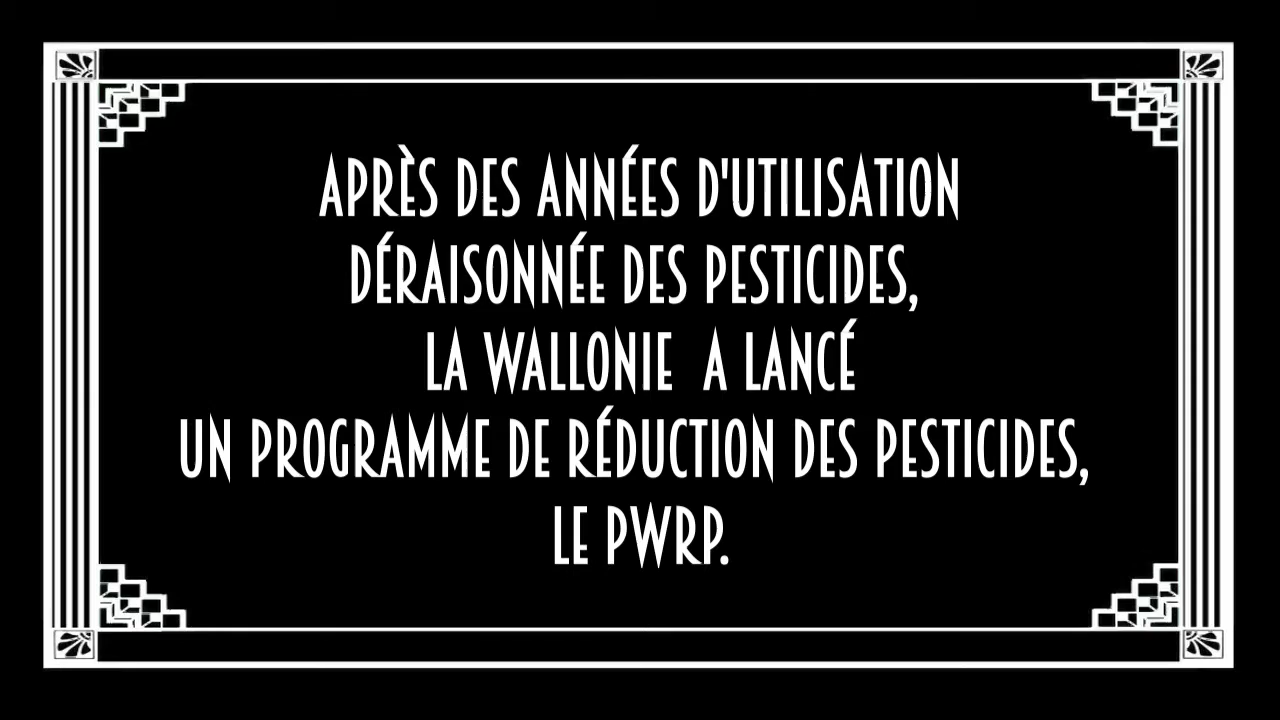 APRÈS DES ANNÉES D'UTILISATION
DÉRAISONNÉE DES PESTICIDES,
LA WALLONIE  A LANCÉ
UN PROGRAMME DE RÉDUCTION DES PESTICIDES,
LE PWRP.